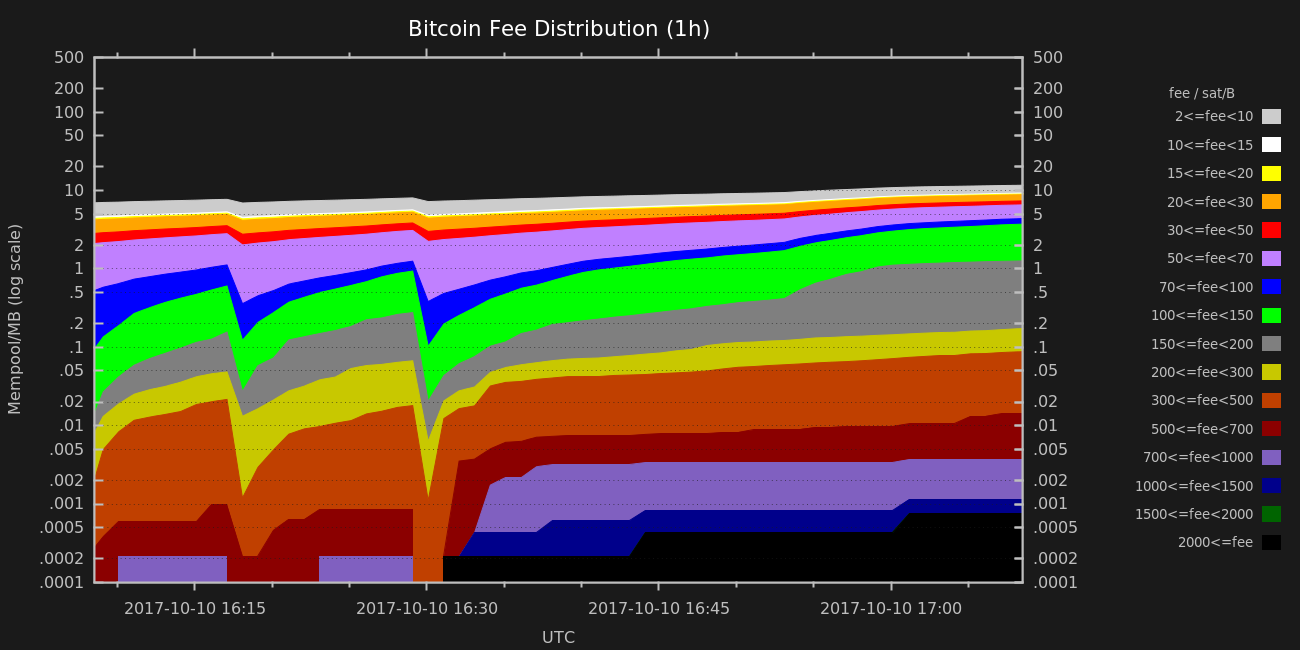 Bitcoin Fee Distribution (1h)
500 500
200 200
100 100
50 50
20 20
10 10
5 5
2 2
1 1
.5 .5
.2 .2
.1 .1
.05 .05
.02 .02
.01 .01
.005 .005
.002 .002
.001 .001
.0005 .0005
.0002 .0002
.0001 .0001
Mempool/MB (log scale)
2017-10-10 16:15 2017-10-10 16:30 2017-10-10 16:45 2017-10-10 17:00
UTC
fee / sat/B
2<=fee<10
10<=fee<15
15<=fee<20
20<=fee<30
30<=fee<50
50<=fee<70
70<=fee<100
100<=fee<150
150<=fee<200
200<=fee<300
300<=fee<500
500<=fee<700
700<=fee<1000
1000<=fee<1500
1500<=fee<2000
2000<=fee